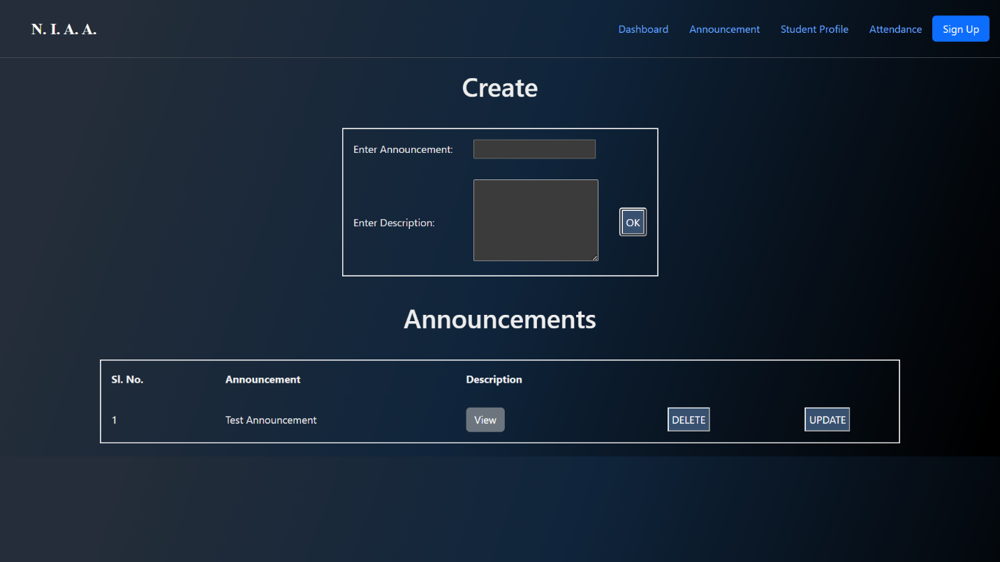 N. I. A. A.
Dashboard Announcement Student Profile Attendance Sign Up
Create
Enter Announcement:
Enter Description: OK
Announcements
Sl. No. Announcement Description
1 Test Announcement View DELETE UPDATE